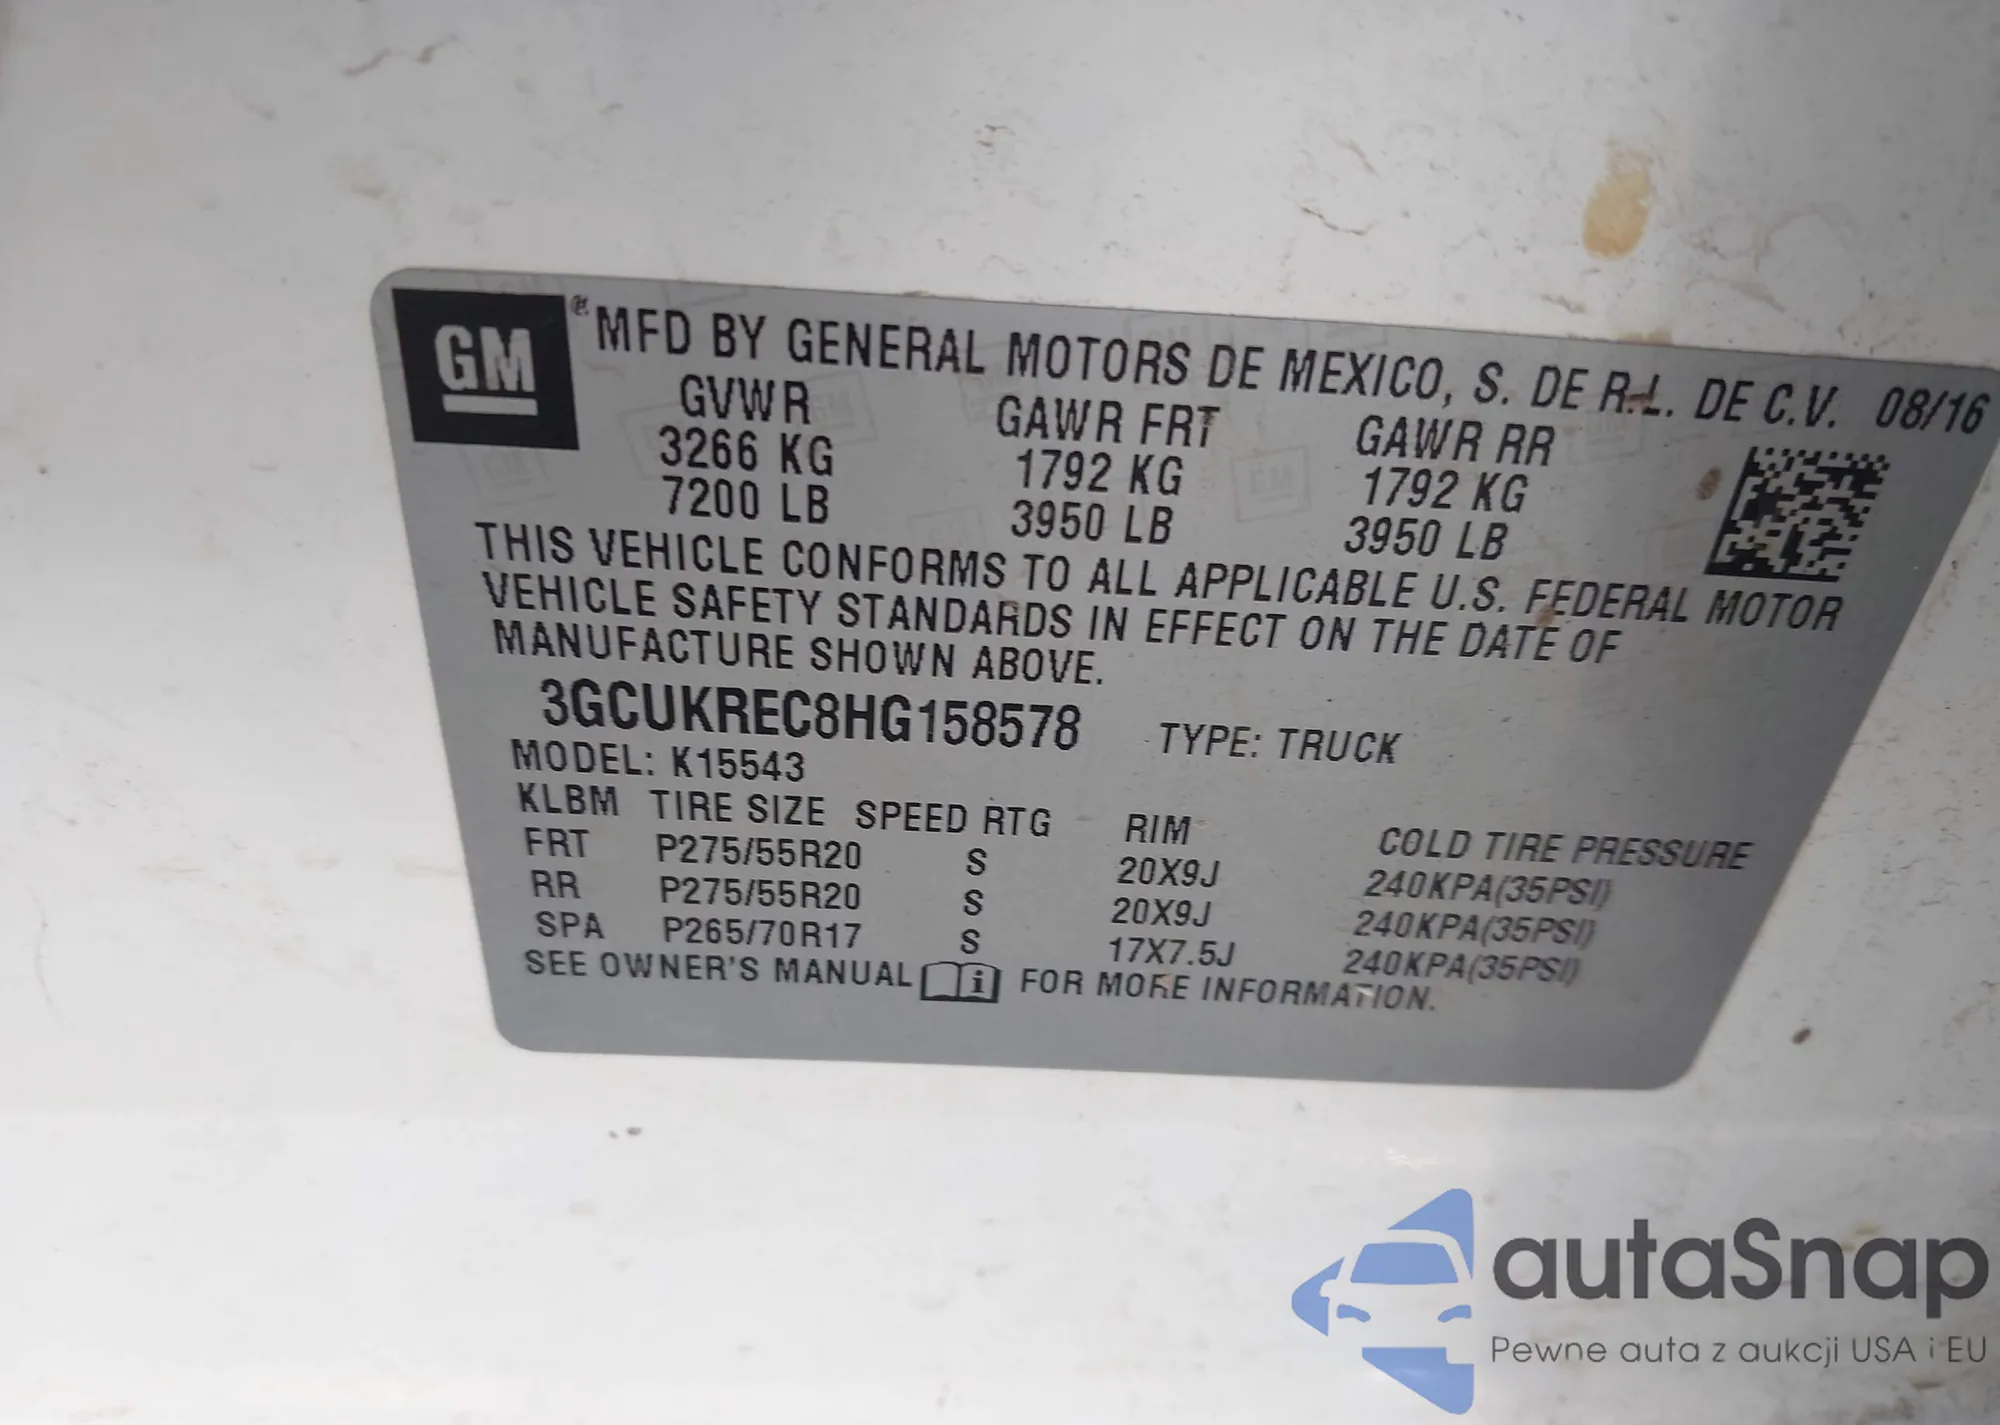 GM ® MFD BY GENERAL MOTORS DE MEXICO, S. DE R.L. DE C.V. 08/16
GVWR GAWR FRT GAWR RR
3266 KG 1792 KG 1792 KG
7200 LB 3950 LB 3950 LB
THIS VEHICLE CONFORMS TO ALL APPLICABLE U.S. FEDERAL MOTOR
VEHICLE SAFETY STANDARDS IN EFFECT ON THE DATE OF
MANUFACTURE SHOWN ABOVE.
3GCUKREC8HG158578 TYPE: TRUCK
MODEL: K15543
KLBM TIRE SIZE SPEED RTG RIM COLD TIRE PRESSURE
FRT P275/55R20 S 20X9J 240KPA(35PSI)
RR P275/55R20 S 20X9J 240KPA(35PSI)
SPA P265/70R17 S 17X7.5J 240KPA(35PSI)
SEE OWNER'S MANUAL i FOR MORE INFORMATION.
autaSnap
Pewne auta z aukcji USA i EU